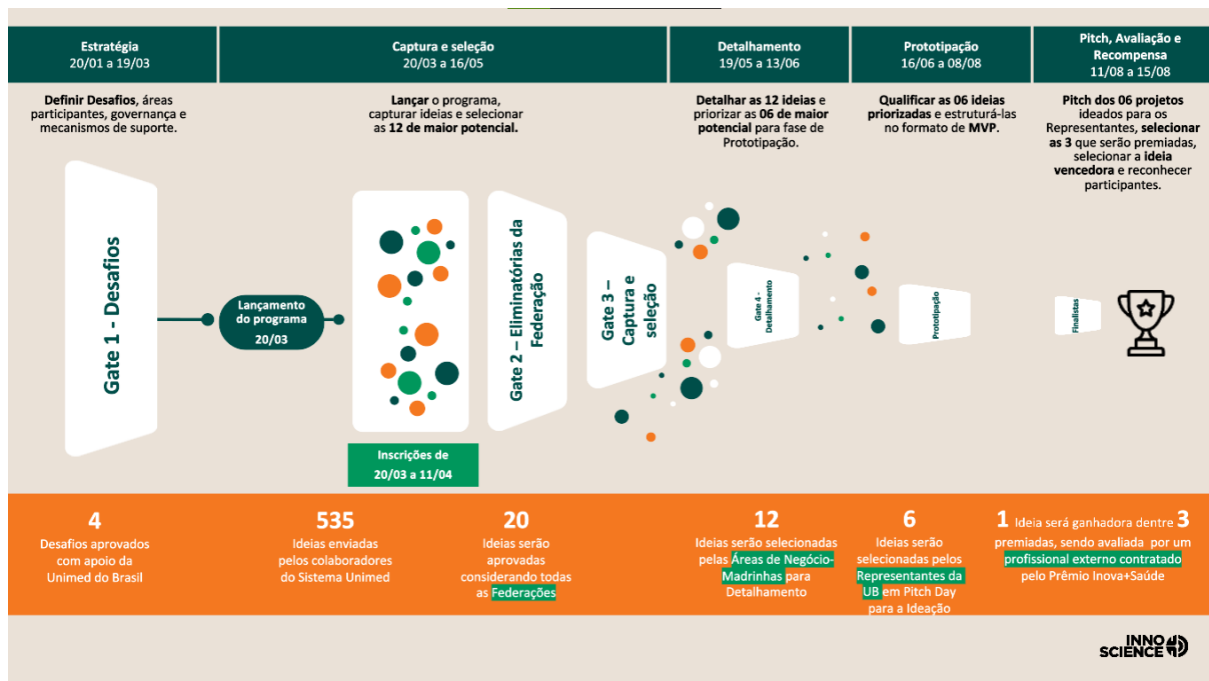 Estratégia
20/01 a 19/03
Captura e seleção
20/03 a 16/05
Detalhamento
19/05 a 13/06
Prototipação
16/06 a 08/08
Pitch, Avaliação e
Recompensa
11/08 a 15/08
Definir Desafios, áreas
participantes, governança e
mecanismos de suporte.
Lançar o programa,
capturar ideias e selecionar
as 12 de maior potencial.
Detalhar as 12 ideias e
priorizar as 06 de maior
potencial para fase de
Prototipação.
Qualificar as 06 ideias
priorizadas e estruturá-las
no formato de MVP.
Pitch dos 06 projetos
ideados para os
Representantes, selecionar
as 3 que serão premiadas,
selecionar a ideia
vencedora e reconhecer
participantes.
Gate 1 - Desafios
Lançamento
do programa
20/03
Inscrições de
20/03 a 11/04
Gate 2 – Eliminatórias da
Federação
Gate 3 –
Captura e
seleção
Gate 4 -
Detalhamento
Prototipação
Finalistas
4
Desafios aprovados
com apoio da
Unimed do Brasil
535
Ideias enviadas
pelos colaboradores
do Sistema Unimed
20
Ideias serão
aprovadas
considerando todas
as Federações
12
Ideias serão selecionadas
pelas Áreas de Negócio-
Madrinhas para
Detalhamento
6
Ideias serão
selecionadas pelos
Representantes da
UB em Pitch Day
para a Ideação
1 Ideia será ganhadora dentre 3
premiadas, sendo avaliada por um
profissional externo contratado
pelo Prêmio Inova+Saúde
INNO
SCIENCE